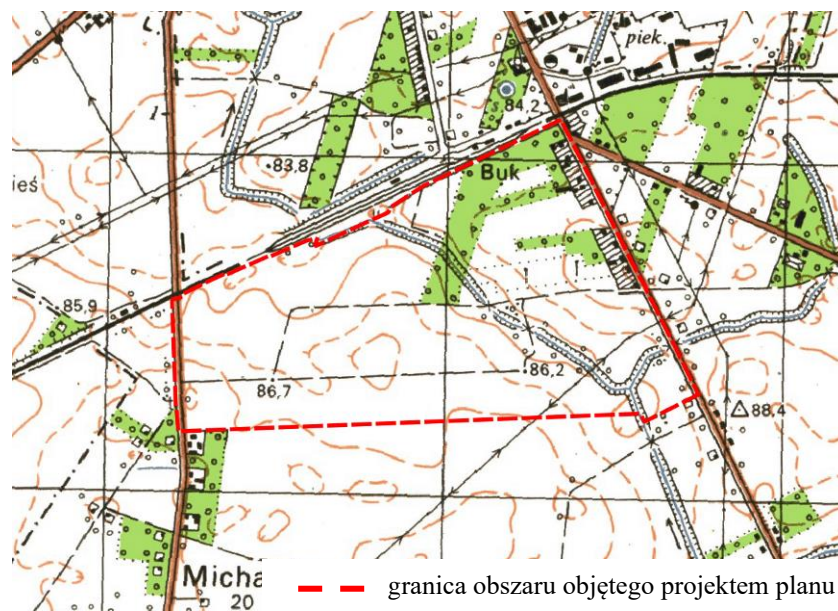 L.
piek.
s. 84,2
1
83,8
ieś
Buk
85,9
86,7
86,2
88,4
Micha
20
granica obszaru objętego projektem planu